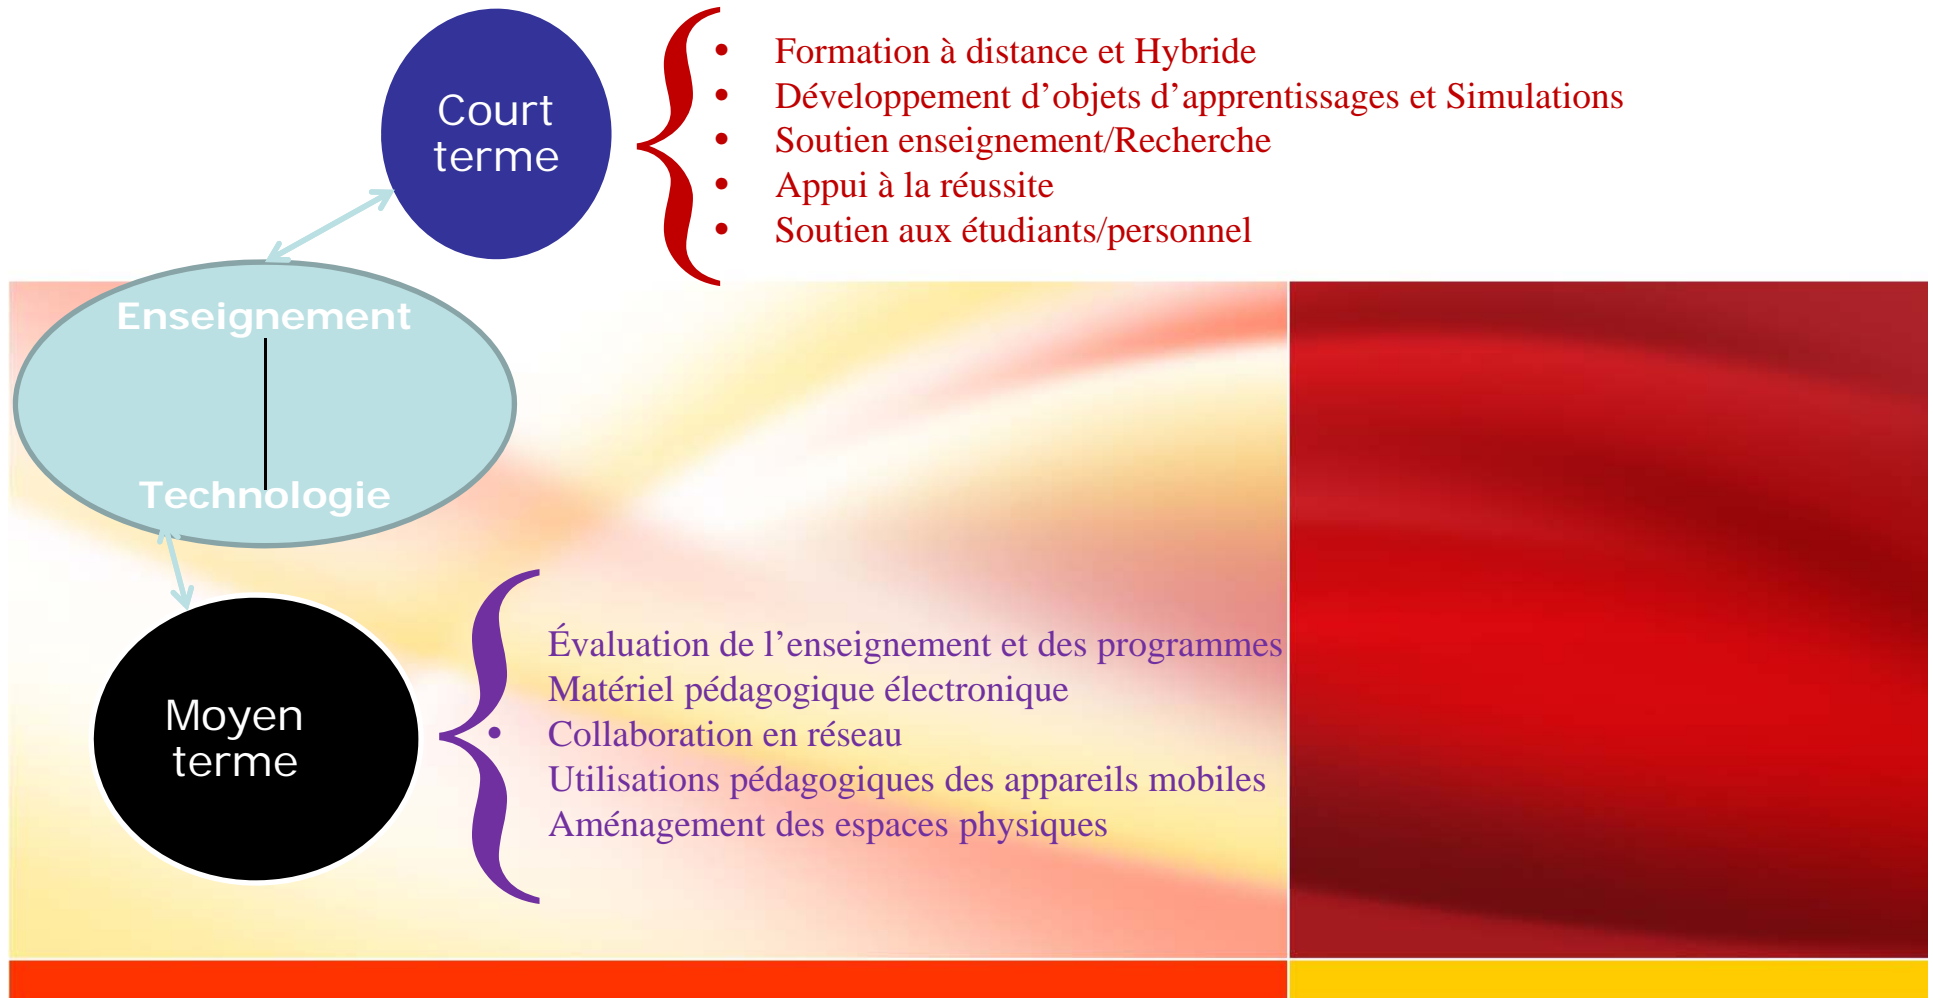 Court
terme
• Formation à distance et Hybride
• Développement d’objets d’apprentissages et Simulations
• Soutien enseignement/Recherche
• Appui à la réussite
• Soutien aux étudiants/personnel
Enseignement
Technologie
Moyen
terme
Évaluation de l’enseignement et des programmes
Matériel pédagogique électronique
• Collaboration en réseau
Utilisations pédagogiques des appareils mobiles
Aménagement des espaces physiques